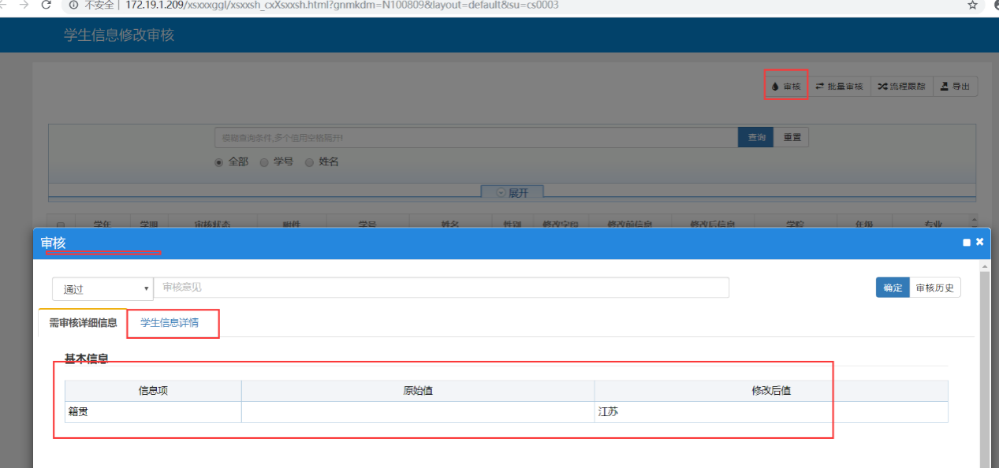 不安全 | 172.19.1.209/xsxxxggl/xsxxsh_cxXsxxsh.html?gnmkdm=N100809&layout=default&su=cs0003
学生信息修改审核
审核 批量审核 流程跟踪 导出
模糊查询条件,多个值用空格隔开!
查询 重置
全部 学号 姓名
展开
学年 学期 审核状态 附件 学号 姓名 性别 修改字段 修改前信息 修改后信息 学院 年级 专业
审核
通过 审核意见 确定 审核历史
需审核详细信息 学生信息详情
基本信息
信息项 原始值 修改后值
籍贯 江苏